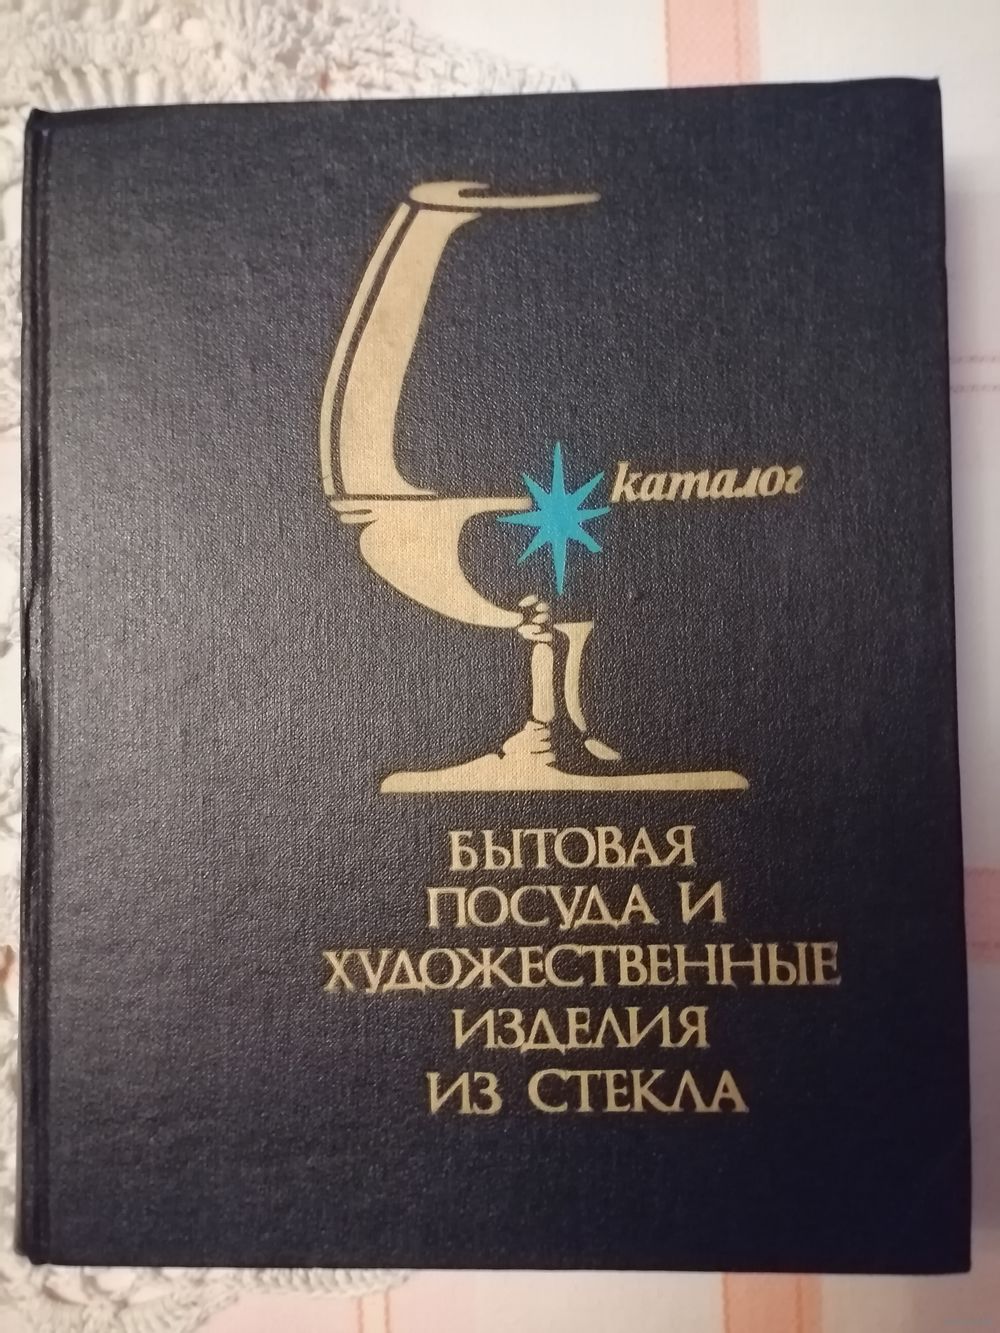 каталог
БЫТОВАЯ
ПОСУДА И
ХУДОЖЕСТВЕННЫЕ
ИЗДЕЛИЯ
ИЗ СТЕКЛА